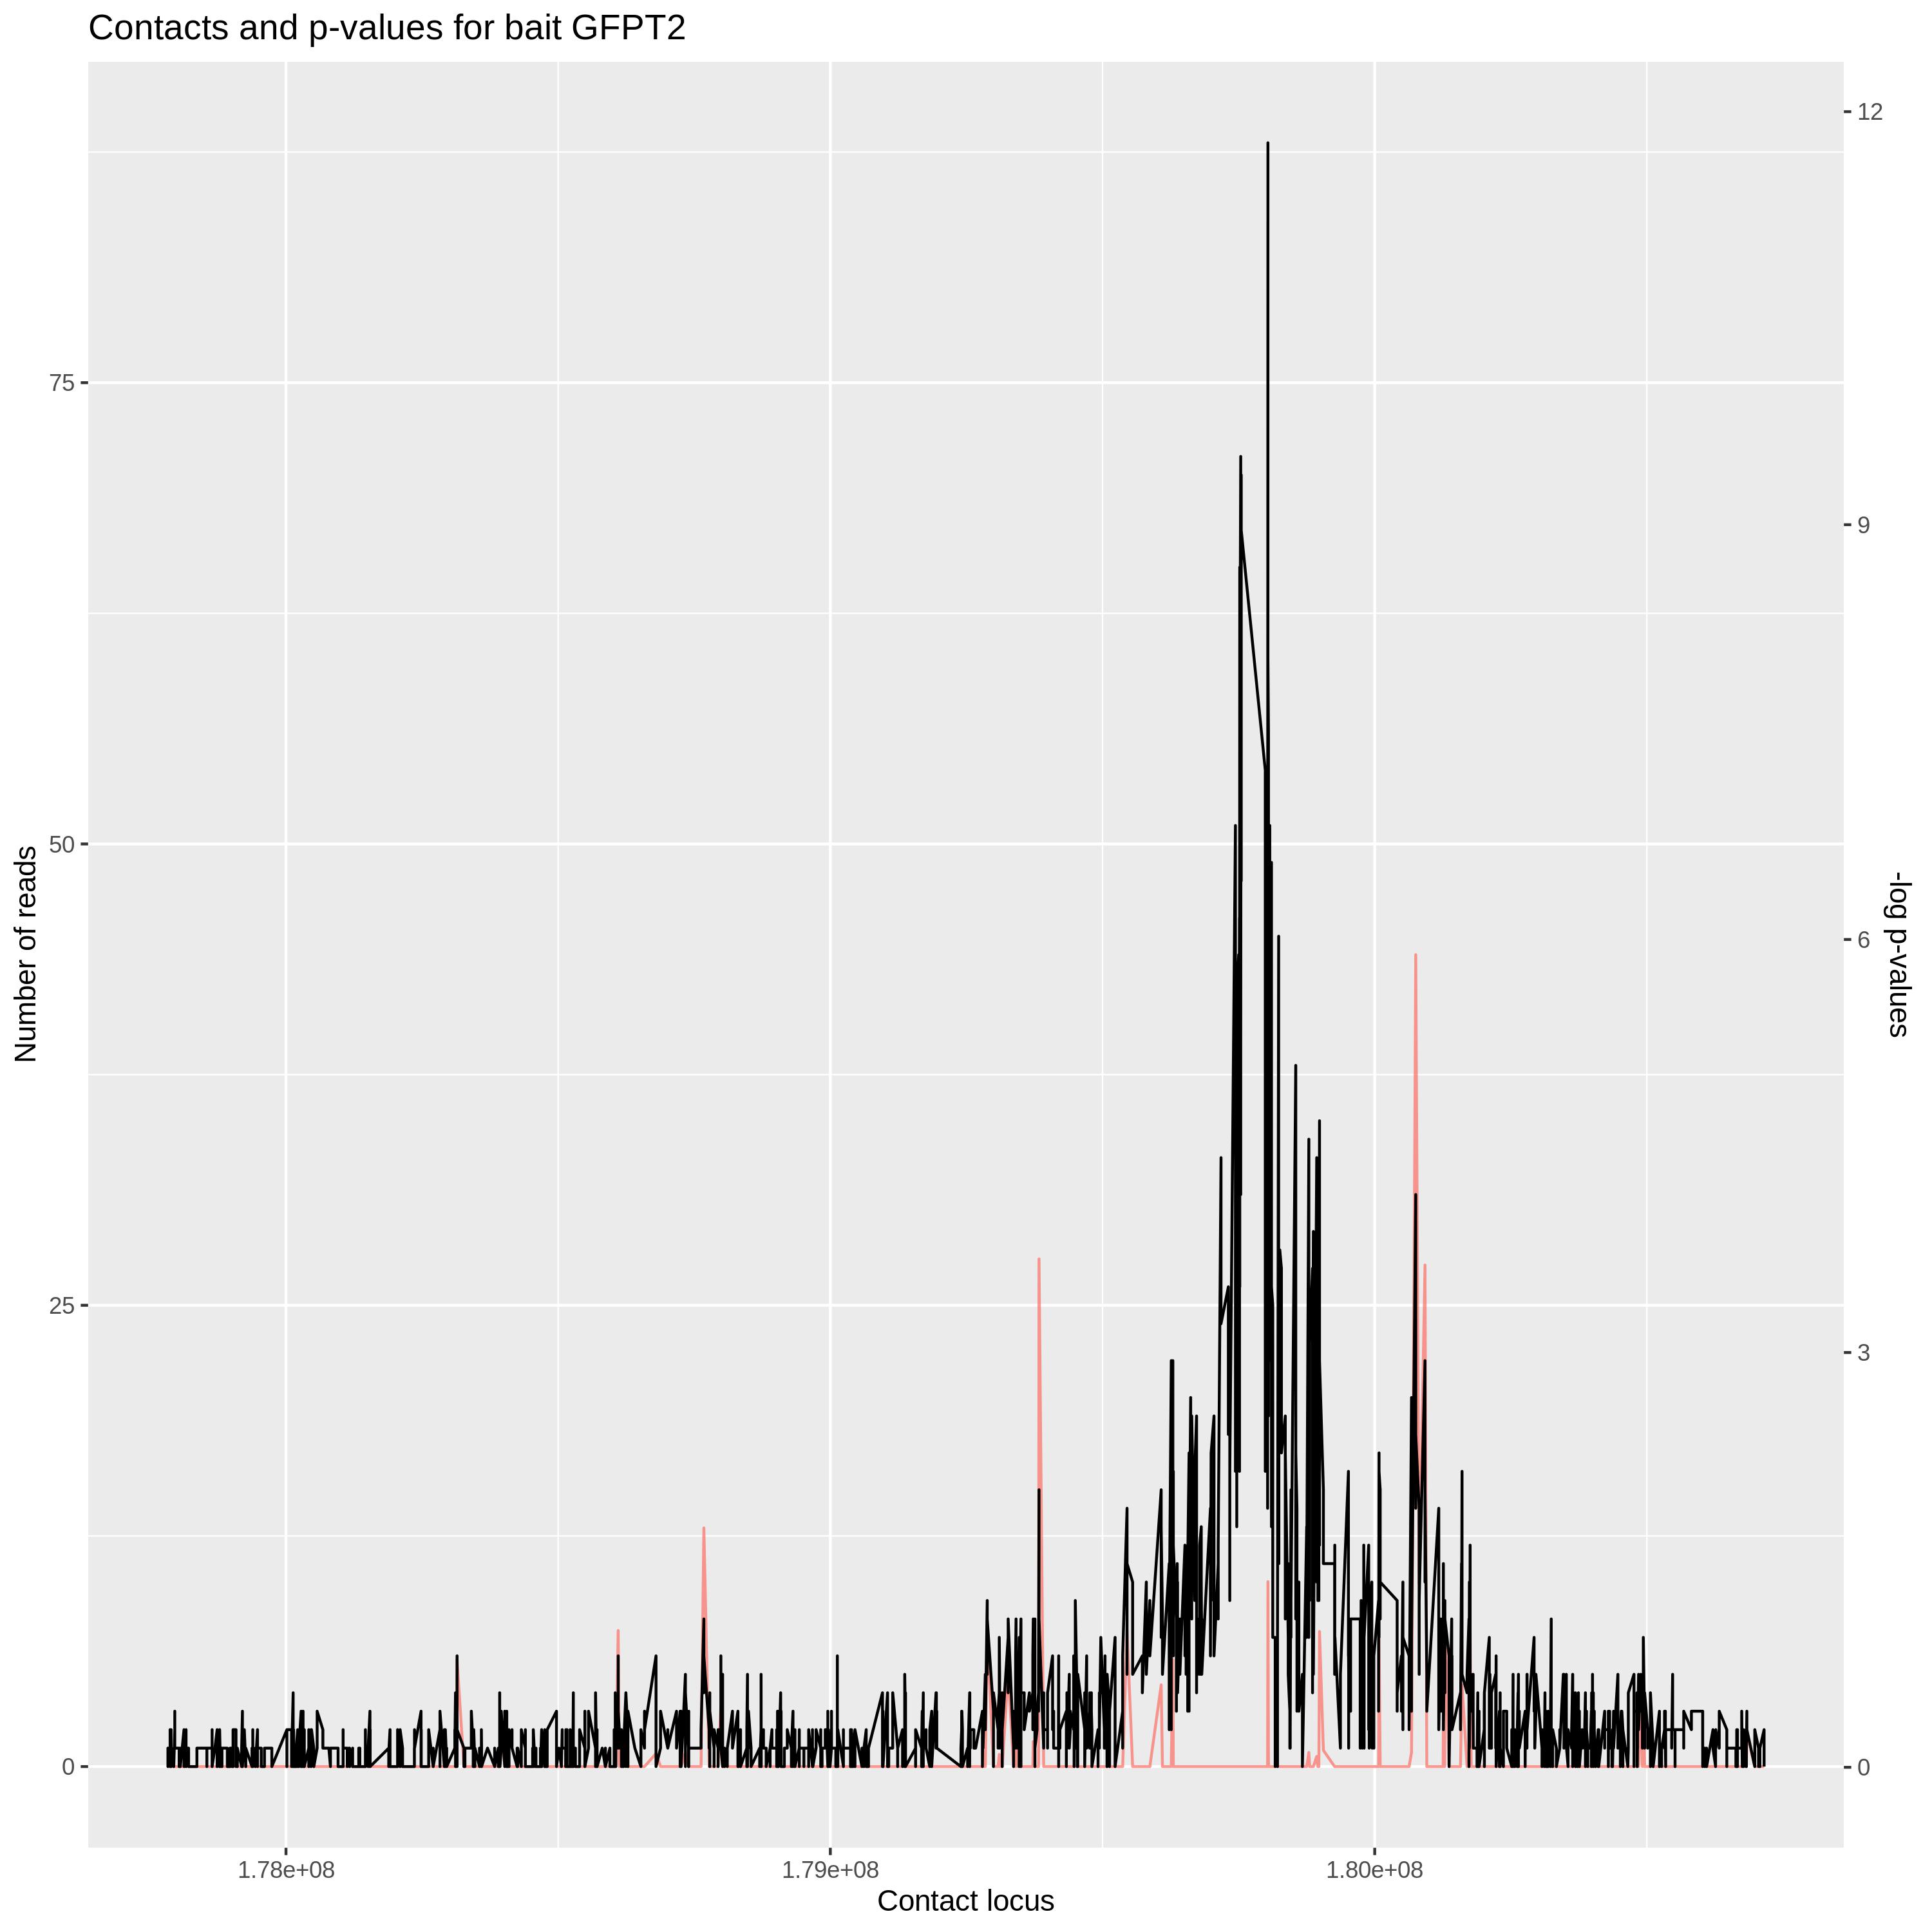 Contacts and p-values for bait GFPT2
12
75
9
50
6
25
3
0
0
Number of reads
-log p-values
1.78e+08 1.79e+08 1.80e+08
Contact locus